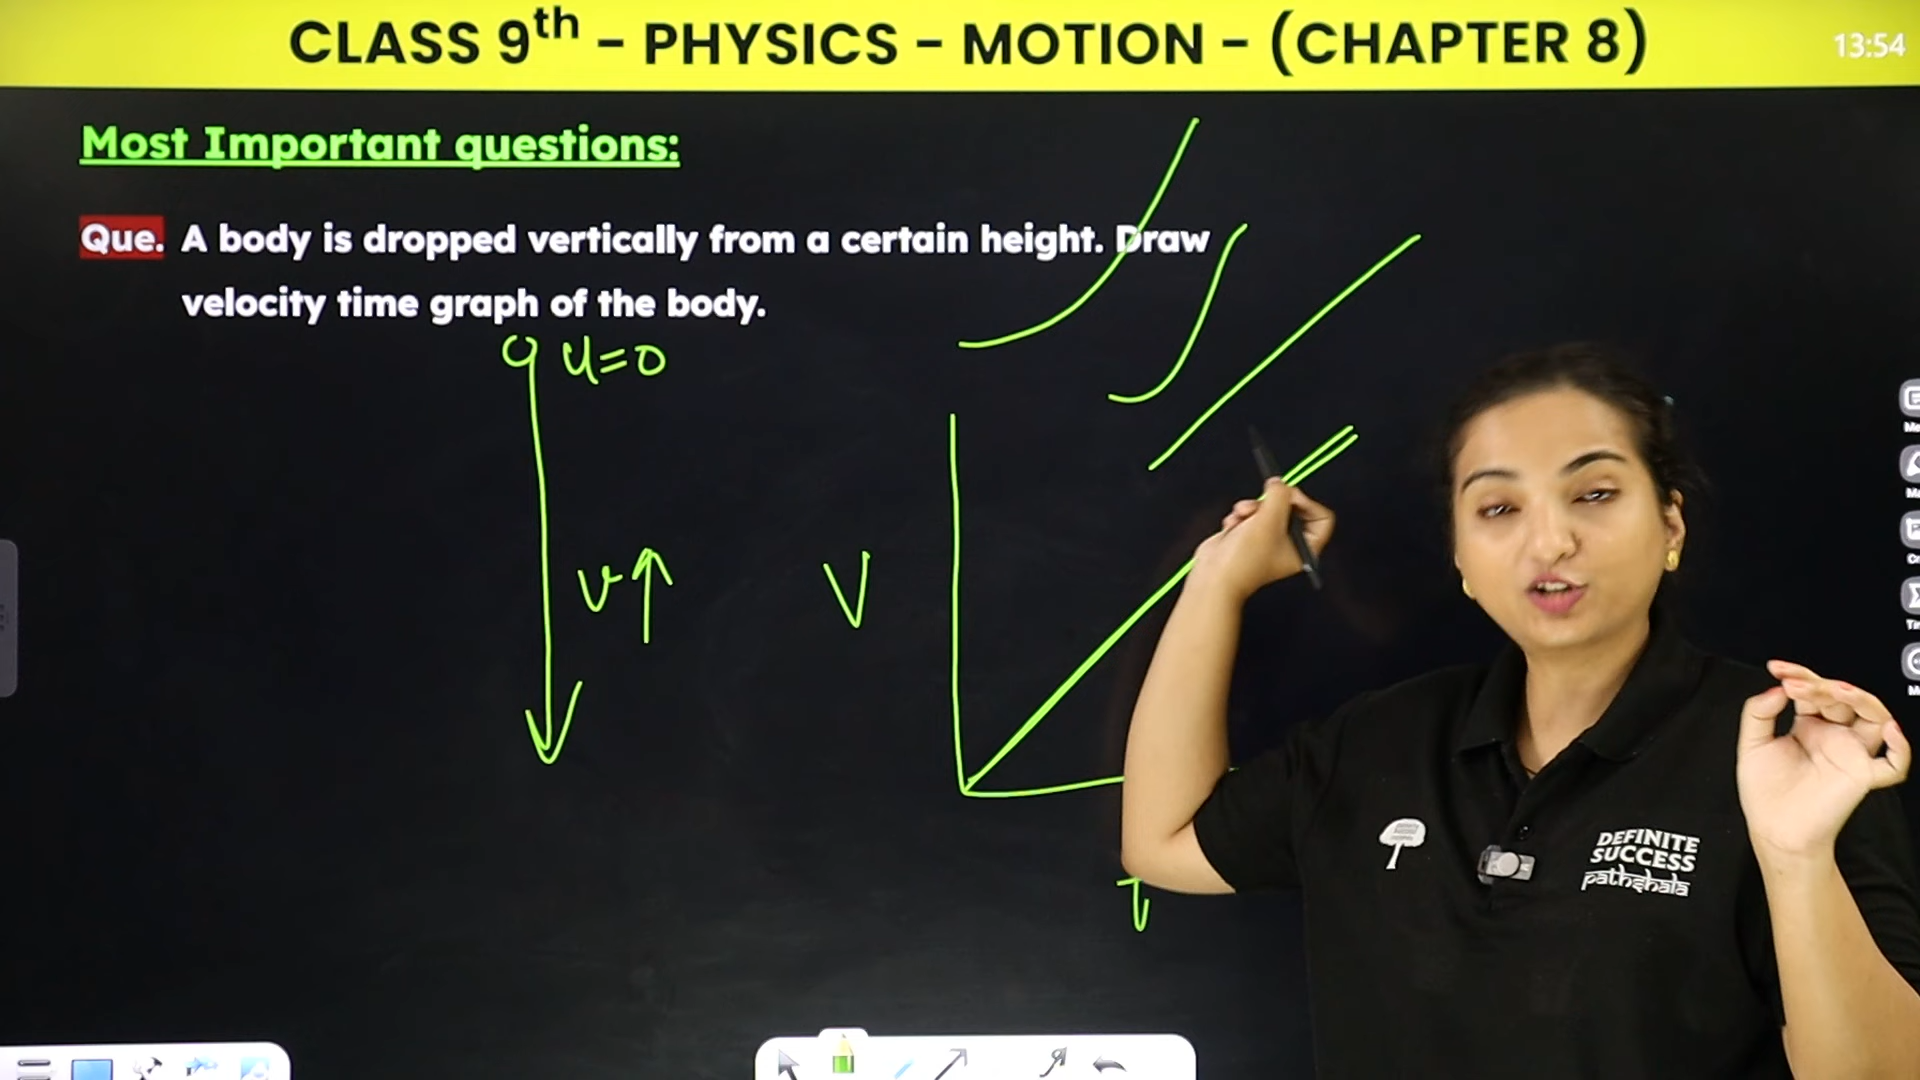 CLASS 9th - PHYSICS - MOTION - (CHAPTER 8)
13:54
Most Important questions:
Que. A body is dropped vertically from a certain height. Draw
velocity time graph of the body.
u=0
v↑
V
t
DEFINITE
SUCCESS
pathshala